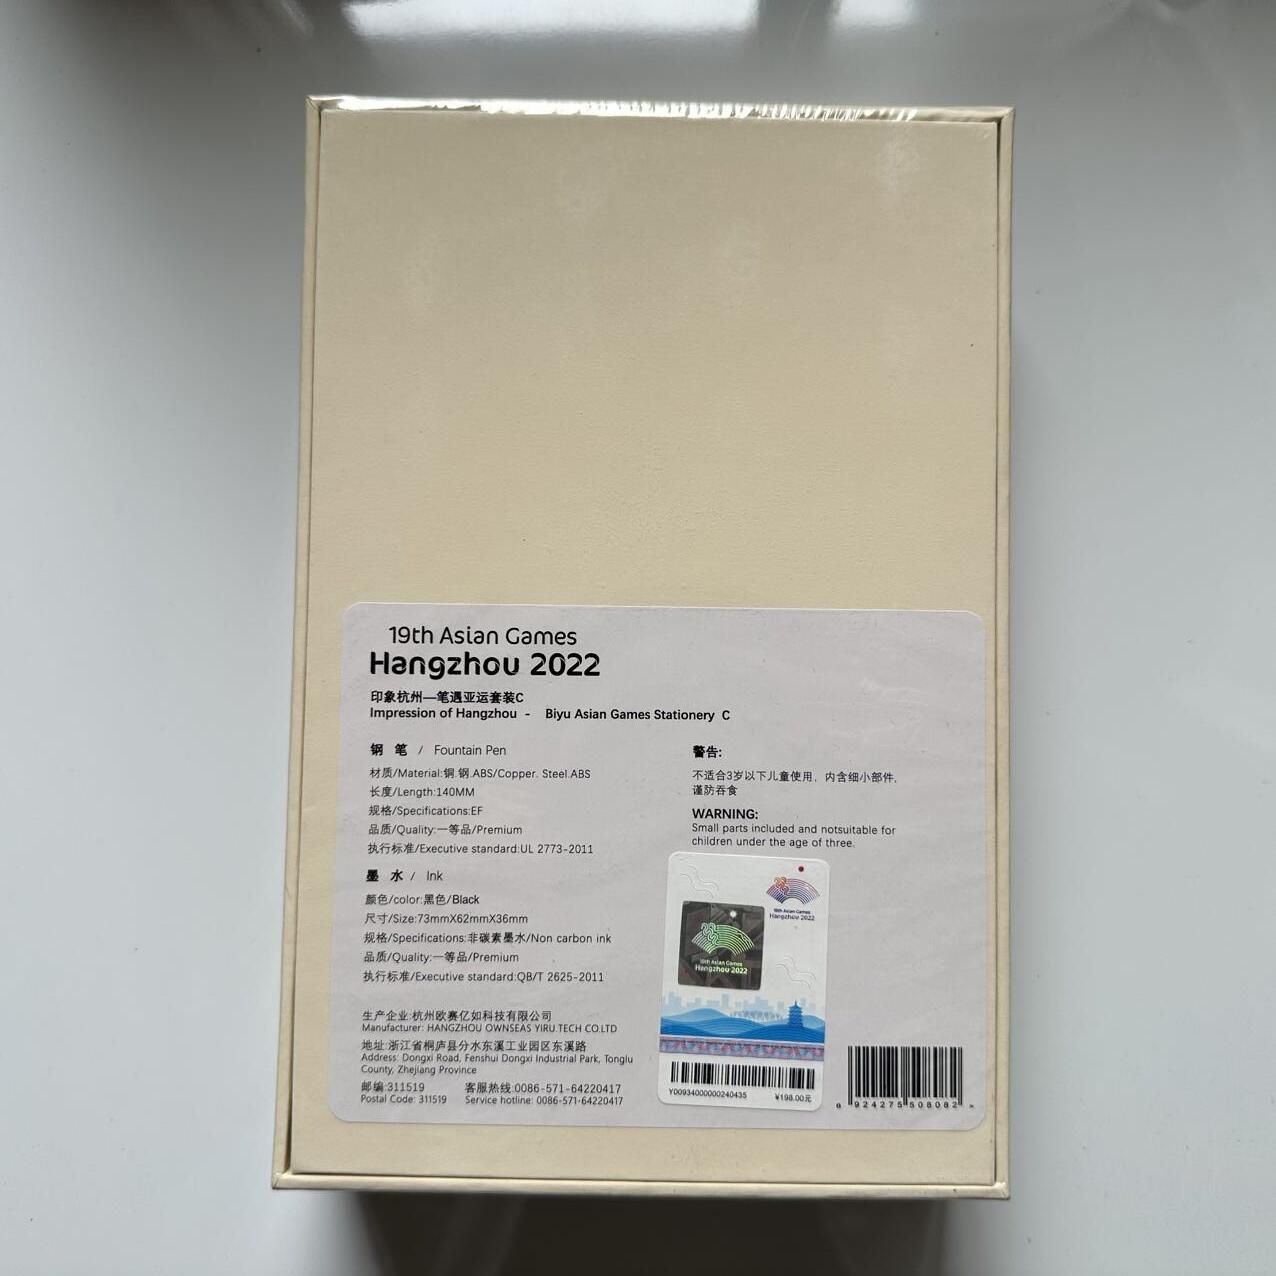 19th Asian Games
Hangzhou 2022
印象杭州—笔遇亚运套装C
Impression of Hangzhou - Biyu Asian Games Stationery C
钢 笔 / Fountain Pen
材质/Material:铜.钢.ABS/Copper. Steel.ABS
长度/Length:140MM
规格/Specifications:EF
品质/Quality:一等品/Premium
执行标准/Executive standard:UL 2773-2011
墨 水 / Ink
颜色/color:黑色/Black
尺寸/Size:73mmX62mmX36mm
规格/Specifications:非碳素墨水/Non carbon ink
品质/Quality:一等品/Premium
执行标准/Executive standard:QB/T 2625-2011
生产企业:杭州欧赛亿如科技有限公司
Manufacturer: HANGZHOU OWNSEAS YIRU.TECH CO.LTD
地址:浙江省桐庐县分水东溪工业园区东溪路
Address: Dongxi Road, Fenshui Dongxi Industrial Park, Tonglu
County, Zhejiang Province
邮编:311519 客服热线:0086-571-64220417
Postal Code: 311519 Service hotline: 0086-571-64220417
警告:
不适合3岁以下儿童使用，内含细小部件,
谨防吞食
WARNING:
Small parts included and notsuitable for
children under the age of three.
19th Asian Games
Hangzhou 2022
19th Asian Games
Hangzhou 2022
Y00934000000240435 ¥198.00元
6 924275 508082 >